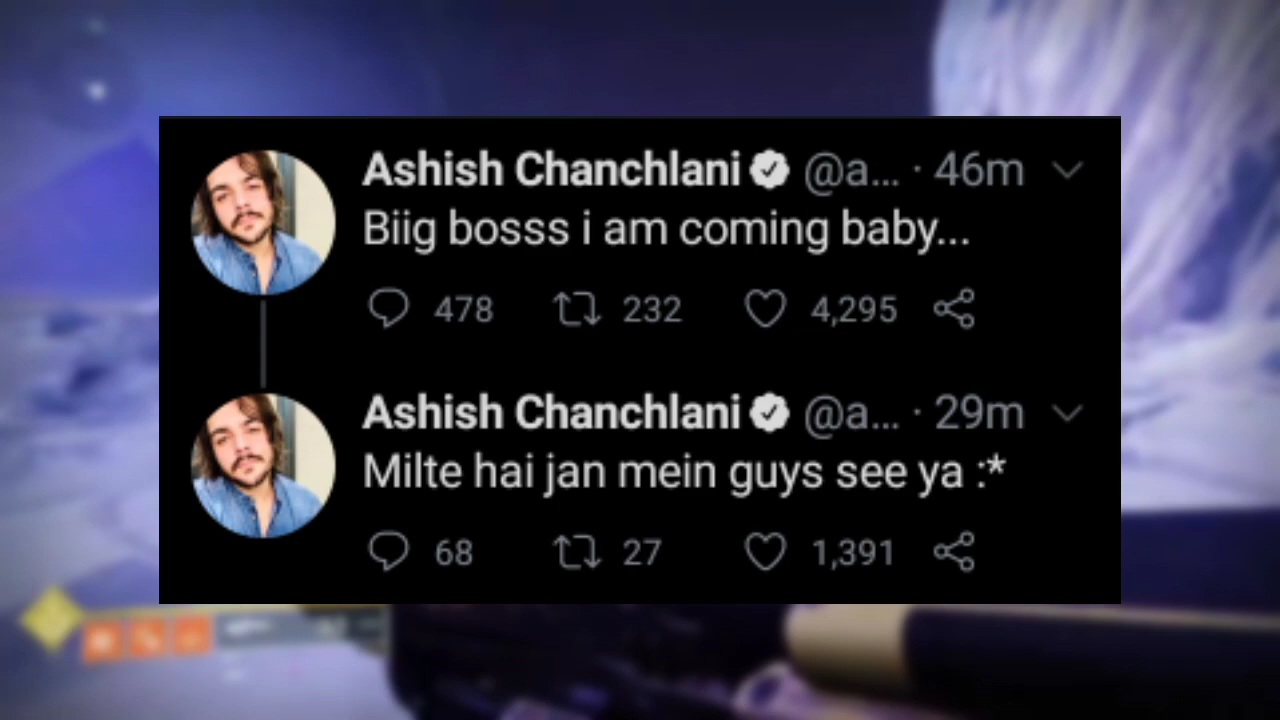 Ashish Chanchlani @a... · 46m
Biig bosss i am coming baby...
478 232 4,295
Ashish Chanchlani @a... · 29m
Milte hai jan mein guys see ya :*
68 27 1,391